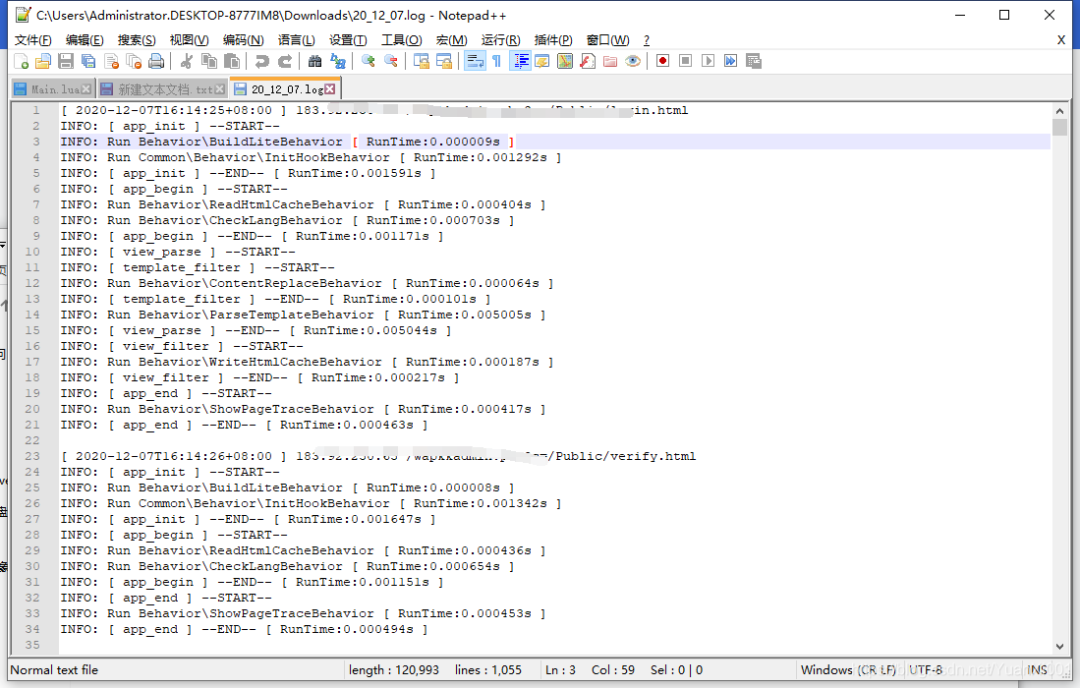 C:\Users\Administrator.DESKTOP-8777IM8\Downloads\20_12_07.log - Notepad++
文件(F) 编辑(E) 搜索(S) 视图(V) 编码(N) 语言(L) 设置(T) 工具(O) 宏(M) 运行(R) 插件(P) 窗口(W) ? X
Main.lua 新建文本文档.txt 20_12_07.log
1 [ 2020-12-07T16:14:25+08:00 ] in.html
2 INFO: [ app_init ] --START--
3 INFO: Run Behavior\BuildLiteBehavior [ RunTime:0.000009s ]
4 INFO: Run Common\Behavior\InitHookBehavior [ RunTime:0.001292s ]
5 INFO: [ app_init ] --END-- [ RunTime:0.001591s ]
6 INFO: [ app_begin ] --START--
7 INFO: Run Behavior\ReadHtmlCacheBehavior [ RunTime:0.000404s ]
8 INFO: Run Behavior\CheckLangBehavior [ RunTime:0.000703s ]
9 INFO: [ app_begin ] --END-- [ RunTime:0.001171s ]
10 INFO: [ view_parse ] --START--
11 INFO: [ template_filter ] --START--
12 INFO: Run Behavior\ContentReplaceBehavior [ RunTime:0.000064s ]
13 INFO: [ template_filter ] --END-- [ RunTime:0.000101s ]
14 INFO: Run Behavior\ParseTemplateBehavior [ RunTime:0.005005s ]
15 INFO: [ view_parse ] --END-- [ RunTime:0.005044s ]
16 INFO: [ view_filter ] --START--
17 INFO: Run Behavior\WriteHtmlCacheBehavior [ RunTime:0.000187s ]
18 INFO: [ view_filter ] --END-- [ RunTime:0.000217s ]
19 INFO: [ app_end ] --START--
20 INFO: Run Behavior\ShowPageTraceBehavior [ RunTime:0.000417s ]
21 INFO: [ app_end ] --END-- [ RunTime:0.000463s ]
22
23 [ 2020-12-07T16:14:26+08:00 ] /Public/verify.html
24 INFO: [ app_init ] --START--
25 INFO: Run Behavior\BuildLiteBehavior [ RunTime:0.000008s ]
26 INFO: Run Common\Behavior\InitHookBehavior [ RunTime:0.001342s ]
27 INFO: [ app_init ] --END-- [ RunTime:0.001647s ]
28 INFO: [ app_begin ] --START--
29 INFO: Run Behavior\ReadHtmlCacheBehavior [ RunTime:0.000436s ]
30 INFO: Run Behavior\CheckLangBehavior [ RunTime:0.000654s ]
31 INFO: [ app_begin ] --END-- [ RunTime:0.001151s ]
32 INFO: [ app_end ] --START--
33 INFO: Run Behavior\ShowPageTraceBehavior [ RunTime:0.000453s ]
34 INFO: [ app_end ] --END-- [ RunTime:0.000494s ]
35
Normal text file length : 120,993 lines : 1,055 Ln : 3 Col : 59 Sel : 0 | 0 Windows (CR LF) UTF-8 INS